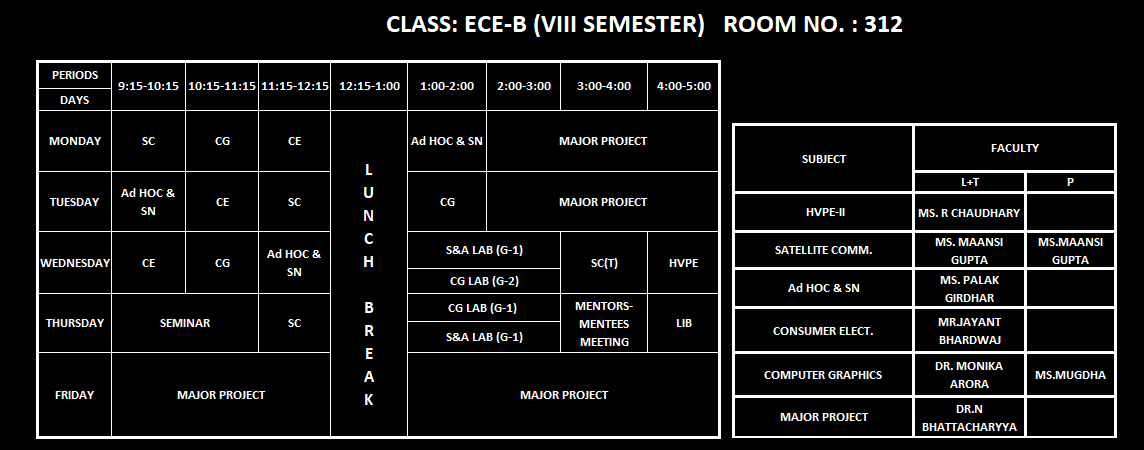 CLASS: ECE-B (VIII SEMESTER) ROOM NO. : 312
PERIODS
DAYS
9:15-10:15 10:15-11:15 11:15-12:15 12:15-1:00 1:00-2:00 2:00-3:00 3:00-4:00 4:00-5:00
MONDAY SC CG CE Ad HOC & SN MAJOR PROJECT
TUESDAY Ad HOC & SN CE SC CG MAJOR PROJECT
WEDNESDAY CE CG Ad HOC & SN S&A LAB (G-1) SC(T) HVPE
CG LAB (G-2)
THURSDAY SEMINAR SC CG LAB (G-1) MENTORS-MENTEES MEETING LIB
S&A LAB (G-1)
FRIDAY MAJOR PROJECT MAJOR PROJECT
LUNCH BREAK
SUBJECT FACULTY
L+T P
HVPE-II MS. R CHAUDHARY
SATELLITE COMM. MS. MAANSI GUPTA MS.MAANSI GUPTA
Ad HOC & SN MS. PALAK GIRDHAR
CONSUMER ELECT. MR.JAYANT BHARDWAJ
COMPUTER GRAPHICS DR. MONIKA ARORA MS.MUGDHA
MAJOR PROJECT DR.N BHATTACHARYYA